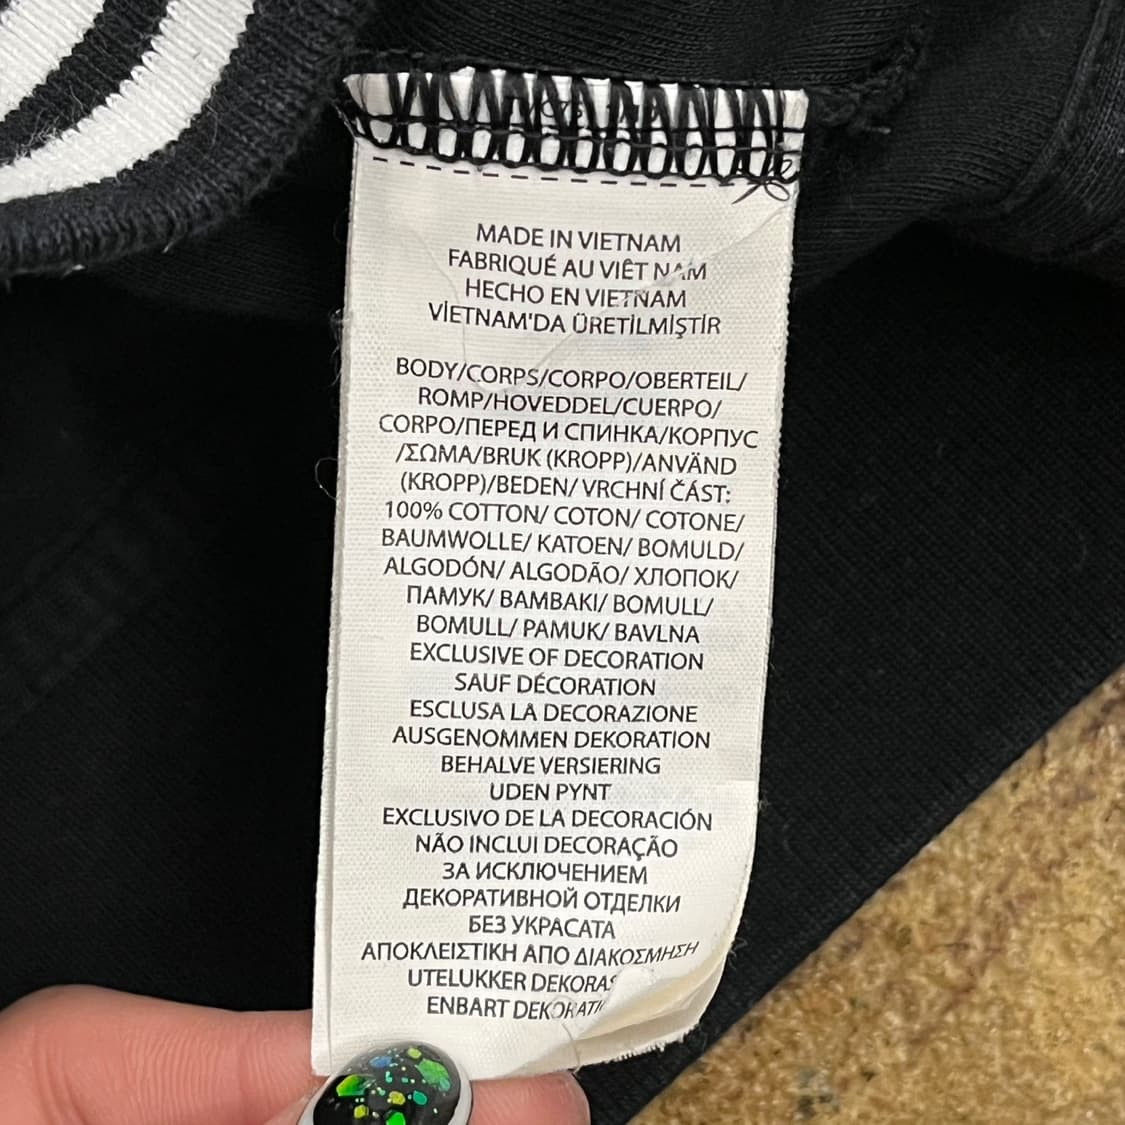 MADE IN VIETNAM
FABRIQUÉ AU VIÊT NAM
HECHO EN VIETNAM
VİETNAM'DA ÜRETİLMİŞTİR
BODY/CORPS/CORPO/OBERTEIL/
ROMP/HOVEDDEL/CUERPO/
CORPO/ПЕРЕД И СПИНКА/КОРПУС
/ΣΩΜΑ/BRUK (KROPP)/ANVÄND
(KROPP)/BEDEN/ VRCHNÍ ČÁST:
100% COTTON/ COTON/ COTONE/
BAUMWOLLE/ KATOEN/ BOMULD/
ALGODÓN/ ALGODÃO/ ХЛОПОК/
ПАМУК/ BAMBAKI/ BOMULL/
BOMULL/ PAMUK/ BAVLNA
EXCLUSIVE OF DECORATION
SAUF DÉCORATION
ESCLUSA LA DECORAZIONE
AUSGENOMMEN DEKORATION
BEHALVE VERSIERING
UDEN PYNT
EXCLUSIVO DE LA DECORACIÓN
NÃO INCLUI DECORAÇÃO
ЗА ИСКЛЮЧЕНИЕМ
ДЕКОРАТИВНОЙ ОТДЕЛКИ
БЕЗ УКРАСАТА
ΑΠΟΚΛΕΙΣΤΙΚΗ ΑΠΟ ΔΙΑΚΟΣΜΗΣΗ
UTELUKKER
ENBART